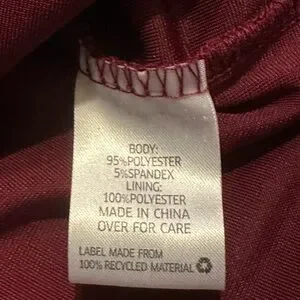 BODY:
95%POLYESTER
5%SPANDEX
LINING:
100%POLYESTER
MADE IN CHINA
OVER FOR CARE
LABEL MADE FROM
100% RECYCLED MATERIAL